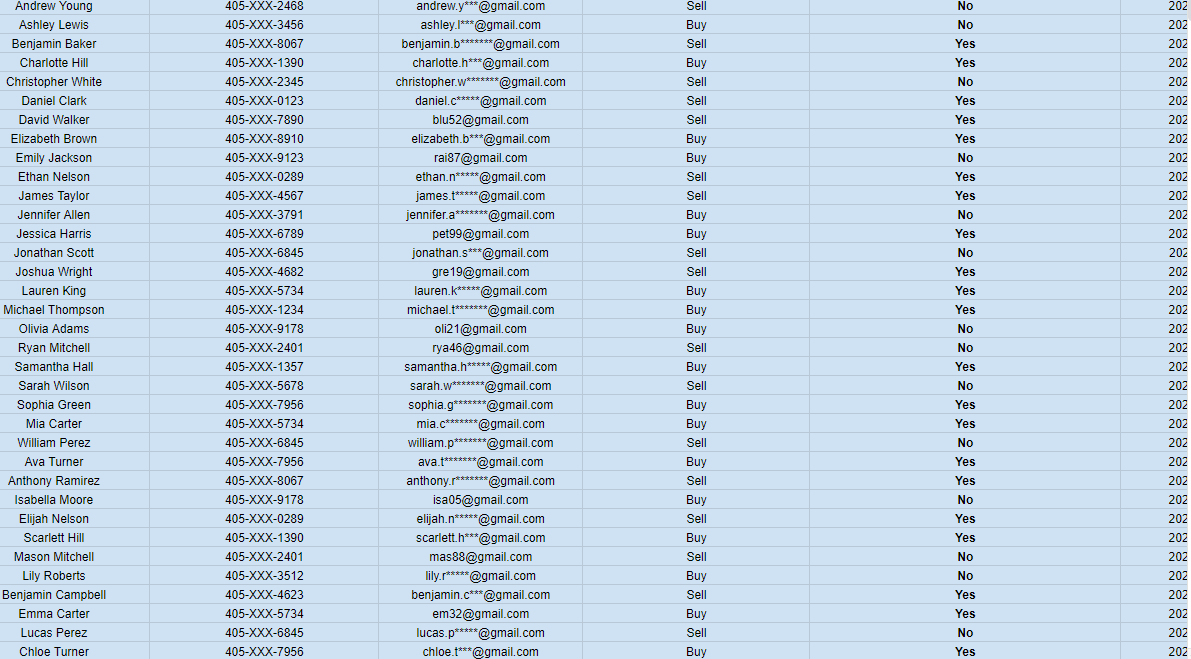 Andrew Young 405-XXX-2468 andrew.y***@gmail.com Sell No 202
Ashley Lewis 405-XXX-3456 ashley.l***@gmail.com Buy No 202
Benjamin Baker 405-XXX-8067 benjamin.b*******@gmail.com Sell Yes 202
Charlotte Hill 405-XXX-1390 charlotte.h***@gmail.com Buy Yes 202
Christopher White 405-XXX-2345 christopher.w*******@gmail.com Sell No 202
Daniel Clark 405-XXX-0123 daniel.c*****@gmail.com Sell Yes 202
David Walker 405-XXX-7890 blu52@gmail.com Sell Yes 202
Elizabeth Brown 405-XXX-8910 elizabeth.b***@gmail.com Buy Yes 202
Emily Jackson 405-XXX-9123 rai87@gmail.com Buy No 202
Ethan Nelson 405-XXX-0289 ethan.n*****@gmail.com Sell Yes 202
James Taylor 405-XXX-4567 james.t*****@gmail.com Sell Yes 202
Jennifer Allen 405-XXX-3791 jennifer.a*******@gmail.com Buy No 202
Jessica Harris 405-XXX-6789 pet99@gmail.com Buy Yes 202
Jonathan Scott 405-XXX-6845 jonathan.s***@gmail.com Sell No 202
Joshua Wright 405-XXX-4682 gre19@gmail.com Sell Yes 202
Lauren King 405-XXX-5734 lauren.k*****@gmail.com Buy Yes 202
Michael Thompson 405-XXX-1234 michael.t*******@gmail.com Buy Yes 202
Olivia Adams 405-XXX-9178 oli21@gmail.com Buy No 202
Ryan Mitchell 405-XXX-2401 rya46@gmail.com Sell No 202
Samantha Hall 405-XXX-1357 samantha.h*****@gmail.com Buy Yes 202
Sarah Wilson 405-XXX-5678 sarah.w*******@gmail.com Sell No 202
Sophia Green 405-XXX-7956 sophia.g*******@gmail.com Buy Yes 202
Mia Carter 405-XXX-5734 mia.c*******@gmail.com Buy Yes 202
William Perez 405-XXX-6845 william.p*******@gmail.com Sell No 202
Ava Turner 405-XXX-7956 ava.t*******@gmail.com Buy Yes 202
Anthony Ramirez 405-XXX-8067 anthony.r*******@gmail.com Sell Yes 202
Isabella Moore 405-XXX-9178 isa05@gmail.com Buy No 202
Elijah Nelson 405-XXX-0289 elijah.n*****@gmail.com Sell Yes 202
Scarlett Hill 405-XXX-1390 scarlett.h***@gmail.com Buy Yes 202
Mason Mitchell 405-XXX-2401 mas88@gmail.com Sell No 202
Lily Roberts 405-XXX-3512 lily.r*****@gmail.com Buy No 202
Benjamin Campbell 405-XXX-4623 benjamin.c***@gmail.com Sell Yes 202
Emma Carter 405-XXX-5734 em32@gmail.com Buy Yes 202
Lucas Perez 405-XXX-6845 lucas.p*****@gmail.com Sell No 202
Chloe Turner 405-XXX-7956 chloe.t***@gmail.com Buy Yes 202